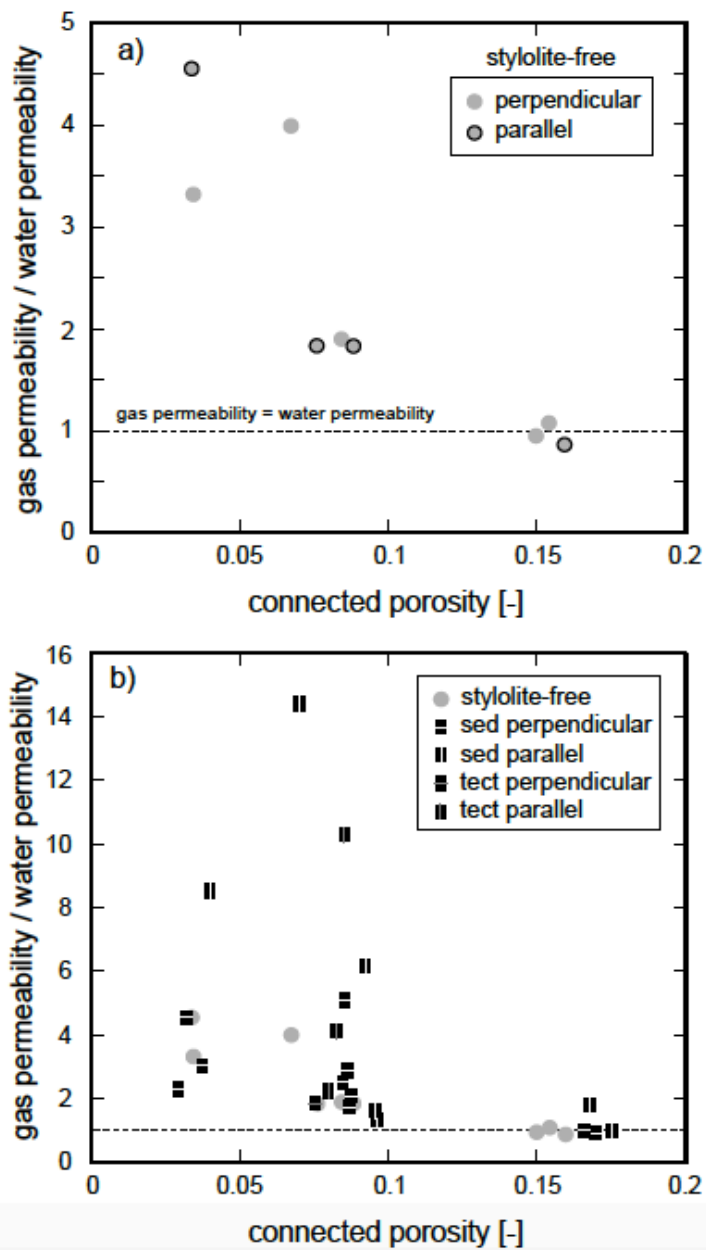 a)
stylolite-free
perpendicular
parallel
gas permeability / water permeability
5
4
3
2
1
0
gas permeability = water permeability
0
0.05
0.1
0.15
0.2
connected porosity [-]
b)
stylolite-free
sed perpendicular
sed parallel
tect perpendicular
tect parallel
gas permeability / water permeability
16
14
12
10
8
6
4
2
0
0
0.05
0.1
0.15
0.2
connected porosity [-]